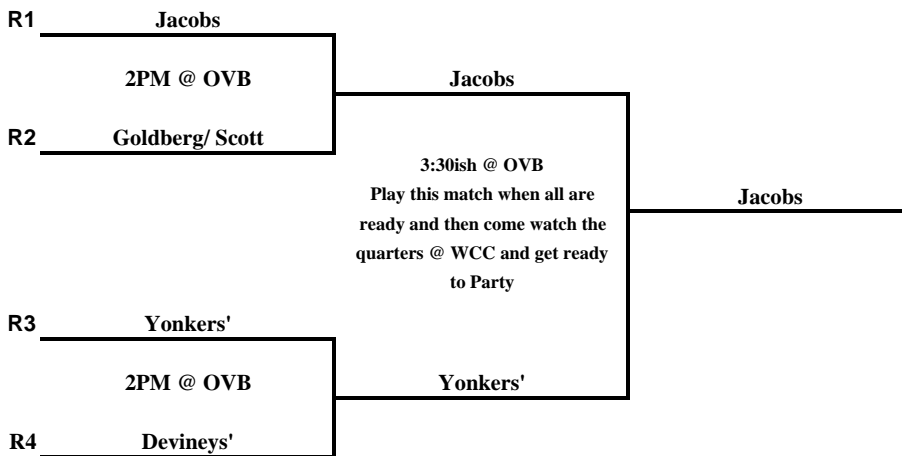 R1 Jacobs
2PM @ OVB
Jacobs
R2 Goldberg/ Scott
3:30ish @ OVB
Play this match when all are
ready and then come watch the
quarters @ WCC and get ready
to Party
Jacobs
R3 Yonkers'
2PM @ OVB
Yonkers'
R4 Devineys'